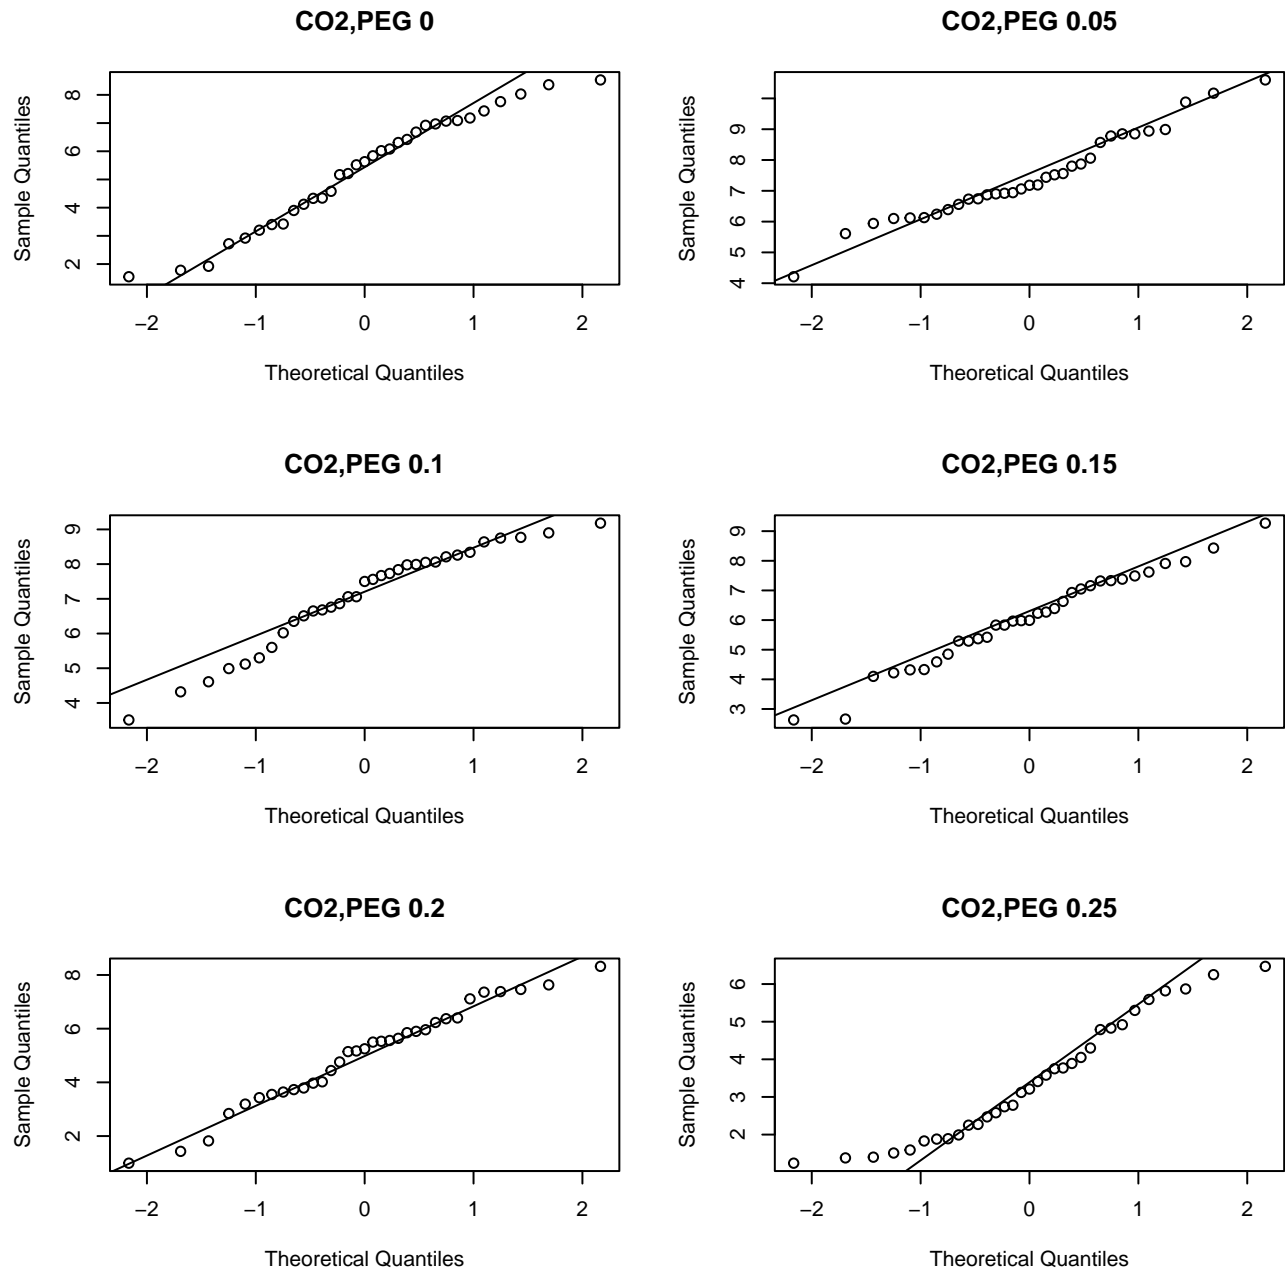 CO2,PEG 0
Sample Quantiles
8
6
4
2
−2 −1 0 1 2
Theoretical Quantiles
CO2,PEG 0.05
Sample Quantiles
9
8
7
6
5
4
−2 −1 0 1 2
Theoretical Quantiles
CO2,PEG 0.1
Sample Quantiles
9
8
7
6
5
4
−2 −1 0 1 2
Theoretical Quantiles
CO2,PEG 0.15
Sample Quantiles
9
8
7
6
5
4
3
−2 −1 0 1 2
Theoretical Quantiles
CO2,PEG 0.2
Sample Quantiles
8
6
4
2
−2 −1 0 1 2
Theoretical Quantiles
CO2,PEG 0.25
Sample Quantiles
6
5
4
3
2
−2 −1 0 1 2
Theoretical Quantiles